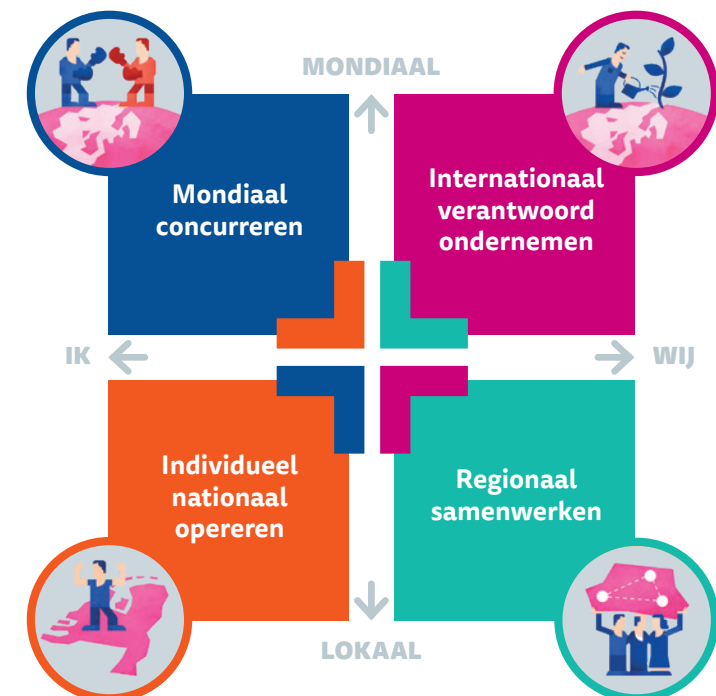 MONDIAAL
Mondiaal
concurreren
Internationaal
verantwoord
ondernemen
IK
WIJ
Individueel
nationaal
opereren
Regionaal
samenwerken
LOKAAL